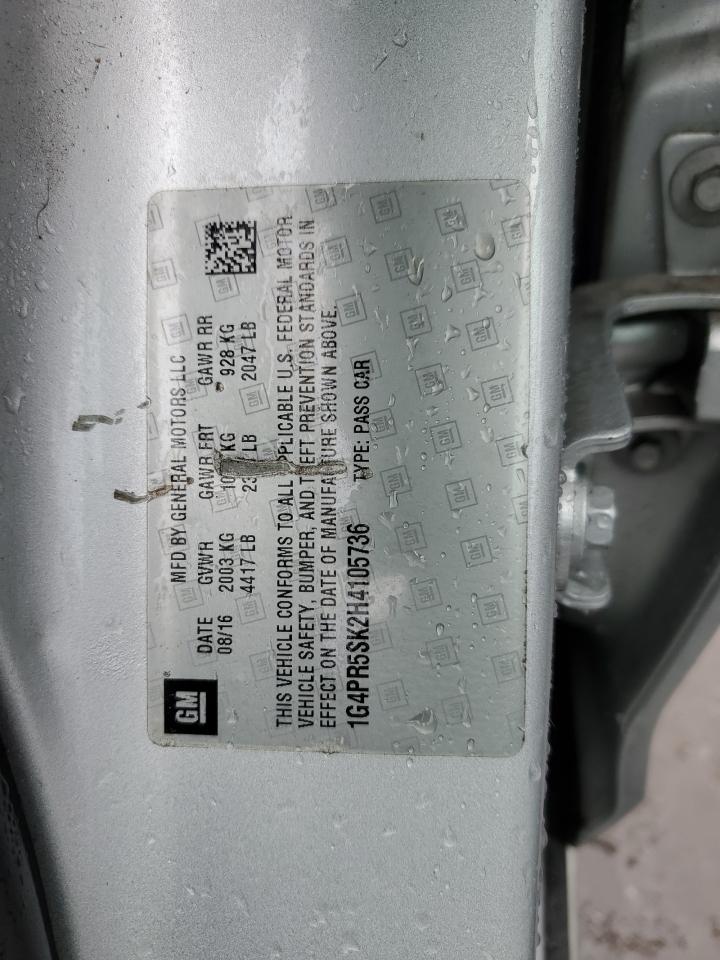 GM
MFD BY GENERAL MOTORS LLC
DATE GVWR GAWR FRT GAWR RR
08/16 2003 KG KG 928 KG
4417 LB LB 2047 LB
THIS VEHICLE CONFORMS TO ALL APPLICABLE U.S. FEDERAL MOTOR
VEHICLE SAFETY, BUMPER, AND THEFT PREVENTION STANDARDS IN
EFFECT ON THE DATE OF MANUFACTURE SHOWN ABOVE.
1G4PR5SK2H4105736 TYPE: PASS CAR